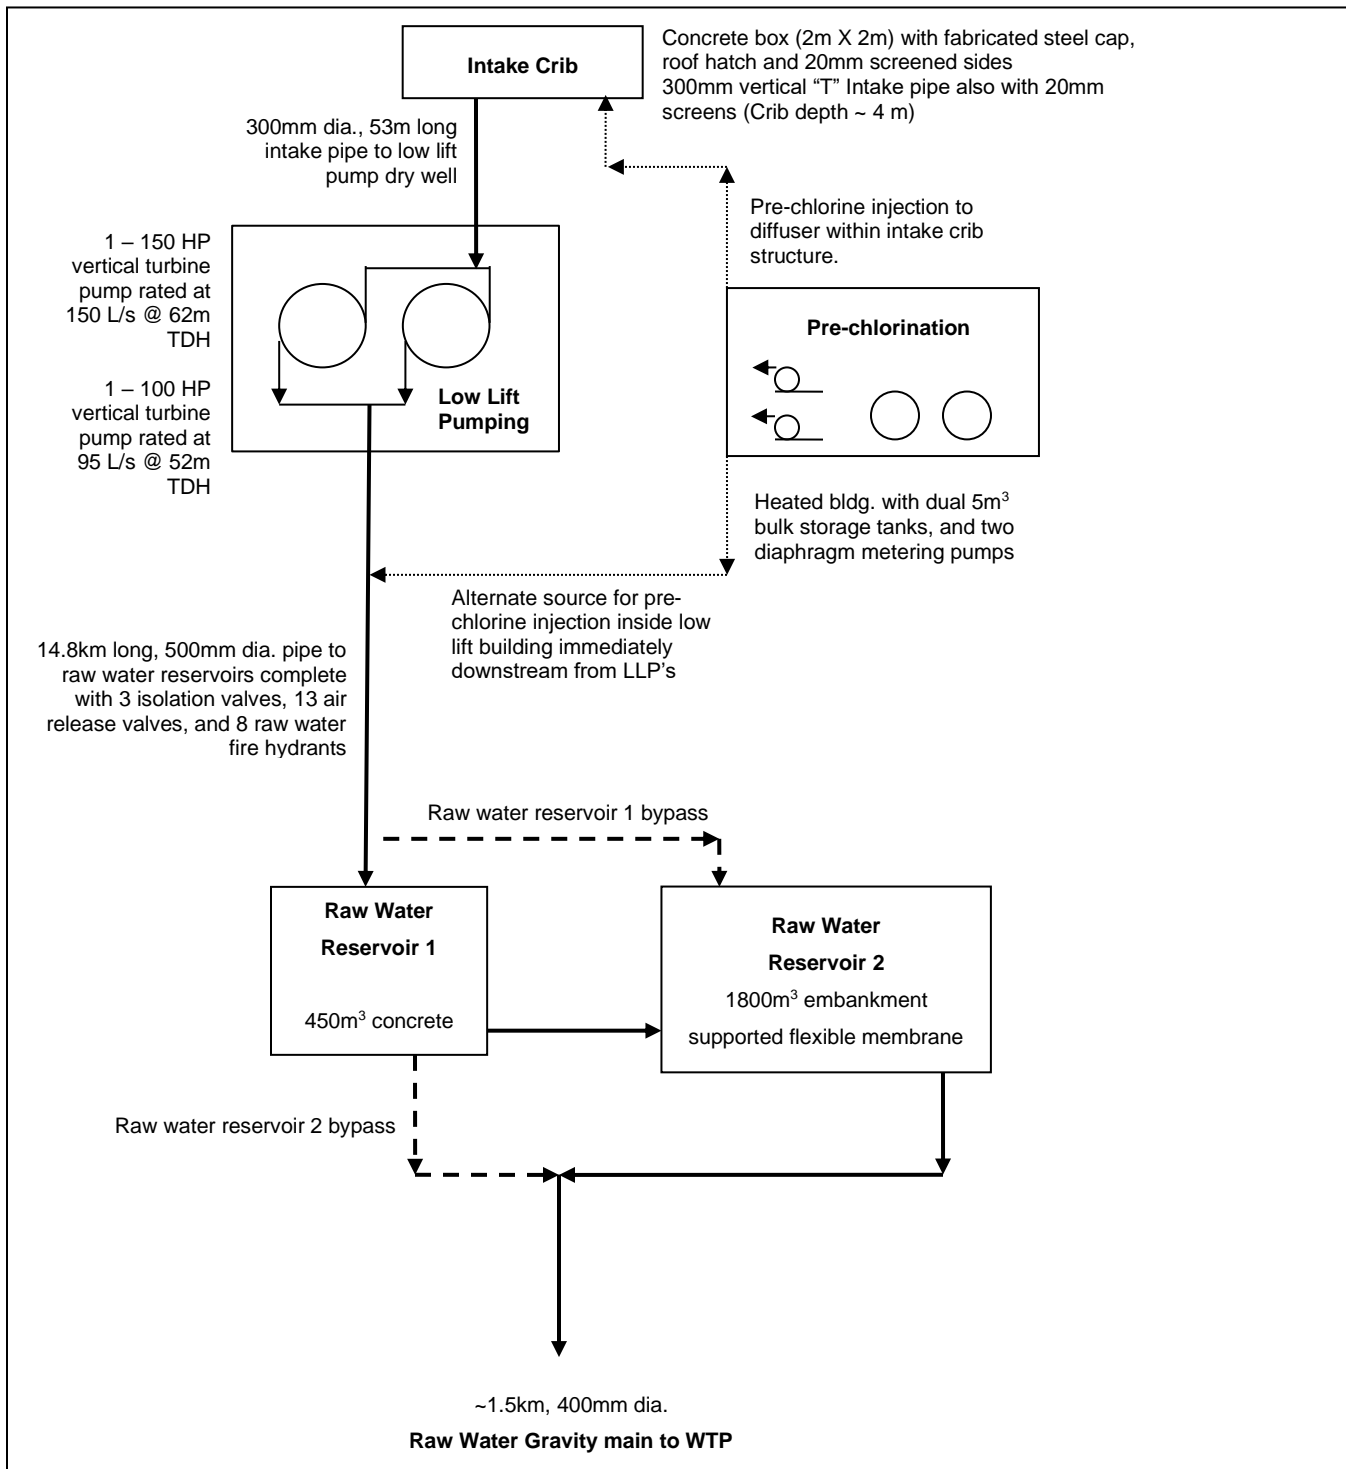 Intake Crib
Concrete box (2m X 2m) with fabricated steel cap,
roof hatch and 20mm screened sides
300mm vertical “T” Intake pipe also with 20mm
screens (Crib depth ~ 4 m)
300mm dia., 53m long
intake pipe to low lift
pump dry well
Pre-chlorine injection to
diffuser within intake crib
structure.
1 – 150 HP
vertical turbine
pump rated at
150 L/s @ 62m
TDH
1 – 100 HP
vertical turbine
pump rated at
95 L/s @ 52m
TDH
Low Lift
Pumping
Pre-chlorination
Heated bldg. with dual 5m³
bulk storage tanks, and two
diaphragm metering pumps
Alternate source for pre-
chlorine injection inside low
lift building immediately
downstream from LLP’s
14.8km long, 500mm dia. pipe to
raw water reservoirs complete
with 3 isolation valves, 13 air
release valves, and 8 raw water
fire hydrants
Raw water reservoir 1 bypass
Raw Water
Reservoir 1
450m³ concrete
Raw Water
Reservoir 2
1800m³ embankment
supported flexible membrane
Raw water reservoir 2 bypass
~1.5km, 400mm dia.
Raw Water Gravity main to WTP